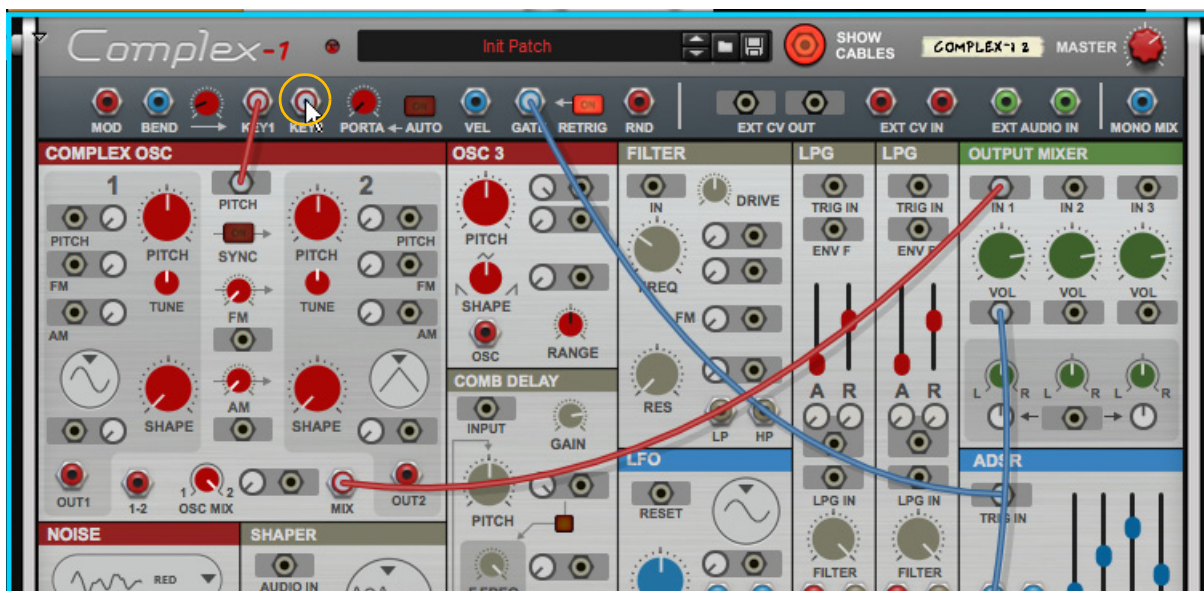 Complex-1
Init Patch
SHOW CABLES
COMPLEX-1 2
MASTER
MOD BEND KEY1 KEY2 PORTA AUTO ON VEL GATE RETRIG ON RND EXT CV OUT EXT CV IN EXT AUDIO IN MONO MIX
COMPLEX OSC
1
2
PITCH
PITCH
PITCH
SYNC
ON
PITCH
PITCH
FM
TUNE
FM
TUNE
FM
AM
AM
AM
SHAPE
SHAPE
OUT1
1-2
1
2
OSC MIX
MIX
OUT2
NOISE
RED
SHAPER
AUDIO IN
OSC 3
PITCH
SHAPE
OSC
RANGE
COMB DELAY
INPUT
GAIN
PITCH
FILTER
IN
DRIVE
FREQ
FM
RES
LP
HP
LFO
RESET
LPG
TRIG IN
ENV F
A R
LPG IN
FILTER
LPG
TRIG IN
ENV F
A R
LPG IN
FILTER
OUTPUT MIXER
IN 1
IN 2
IN 3
VOL
VOL
VOL
L R
L R
L R
ADSR
TRIG IN